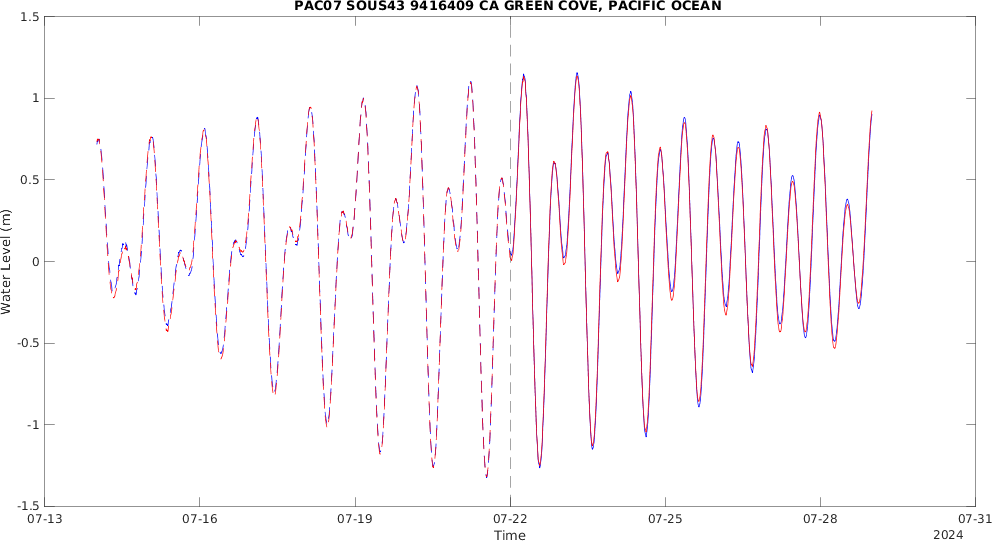 PAC07 SOUS43 9416409 CA GREEN COVE, PACIFIC OCEAN
1.5
1
0.5
0
-0.5
-1
-1.5
Water Level (m)
07-13 07-16 07-19 07-22 07-25 07-28 07-31
Time
2024